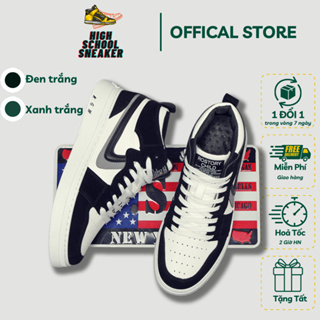 HIGH
SCHOOL
SNEAKER
OFFICAL STORE
Đen trắng
Xanh trắng
1 ĐỔI 1
trong vòng 7 ngày
FREE
Miễn Phí
Giao hàng
Hoả Tốc
2 Giờ HN
Tặng Tất
NEW